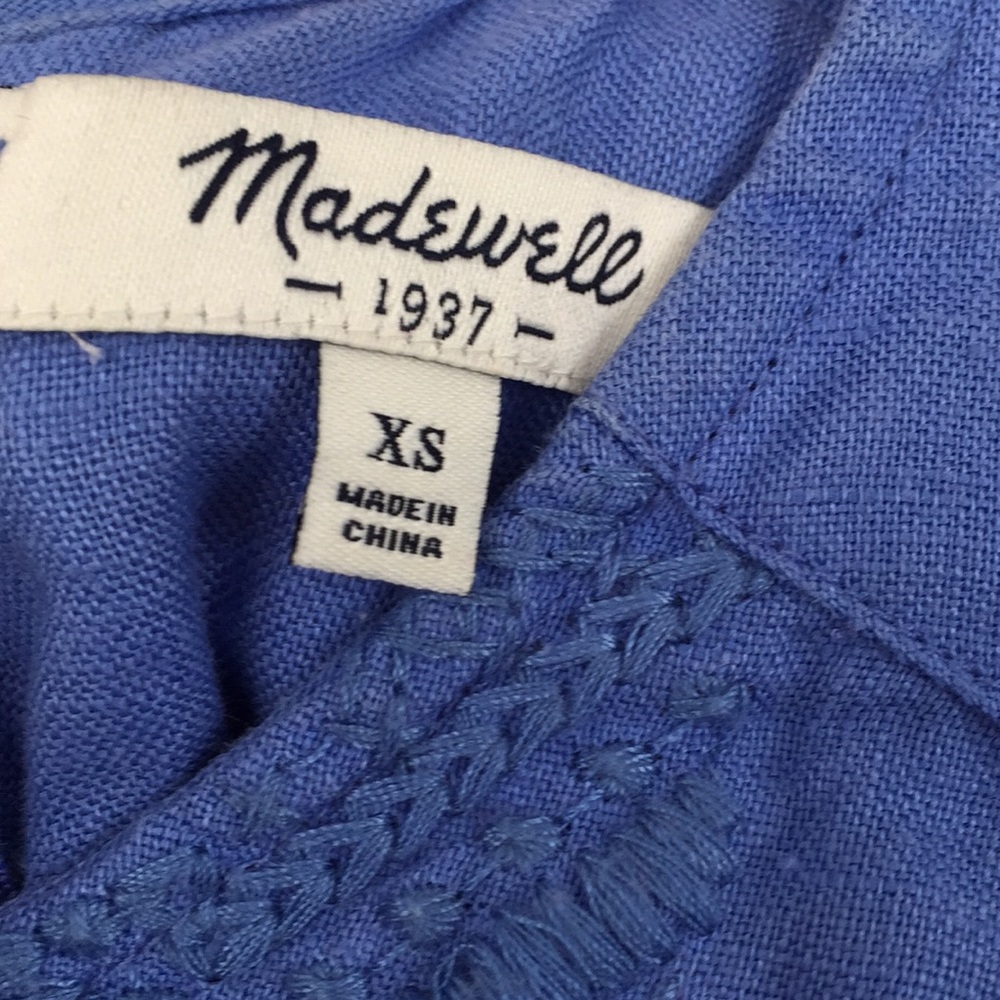 Madewell
— 1937 —
XS
MADE IN
CHINA